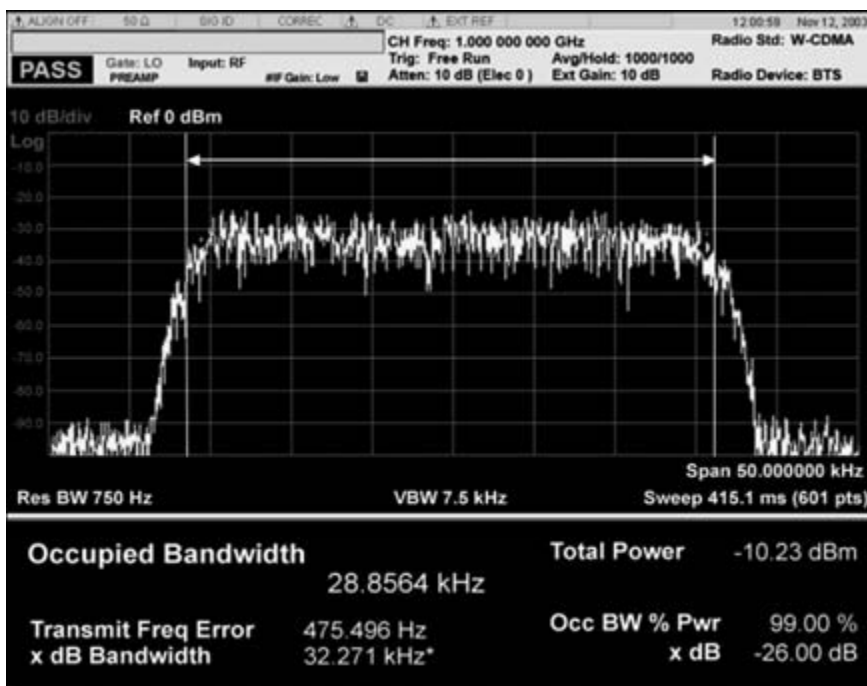 ALIGN OFF 50 Ω SIG ID CORREC DC EXT REF 12:00:59 Nov 12, 2003
CH Freq: 1.000 000 000 GHz Radio Std: W-CDMA
PASS Gate: LO Input: RF Trig: Free Run Avg/Hold: 1000/1000
PREAMP #IF Gain: Low Atten: 10 dB (Elec 0 ) Ext Gain: 10 dB Radio Device: BTS
10 dB/div Ref 0 dBm
Log
-10.0
-20.0
-30.0
-40.0
-50.0
-60.0
-70.0
-80.0
-90.0
Span 50.000000 kHz
Res BW 750 Hz VBW 7.5 kHz Sweep 415.1 ms (601 pts)
Occupied Bandwidth Total Power -10.23 dBm
28.8564 kHz
Transmit Freq Error 475.496 Hz Occ BW % Pwr 99.00 %
x dB Bandwidth 32.271 kHz* x dB -26.00 dB